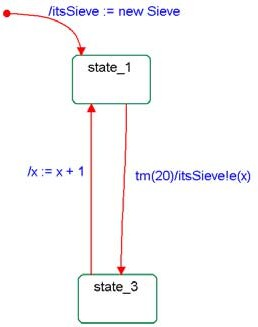 /itsSieve := new Sieve
state_1
/x := x + 1
tm(20)/itsSieve!e(x)
state_3